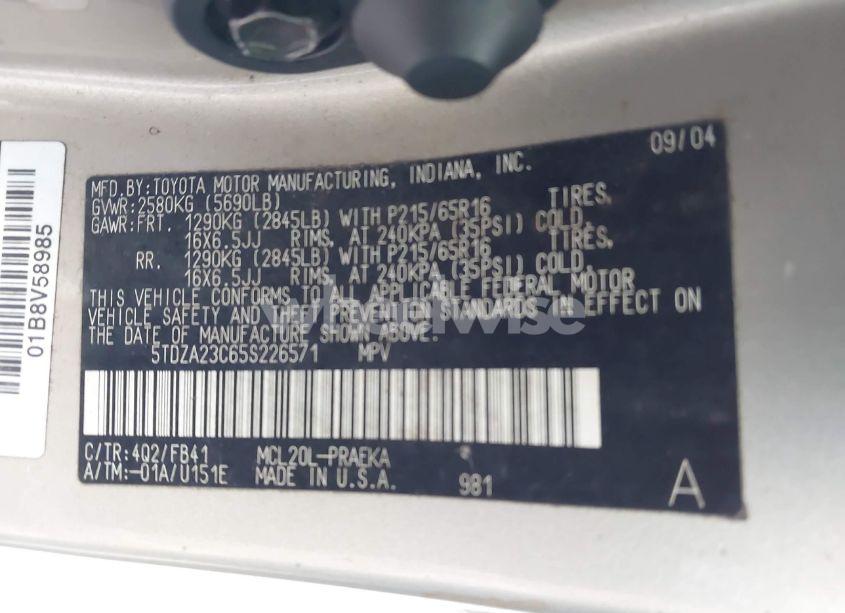 09/04
MFD.BY:TOYOTA MOTOR MANUFACTURING, INDIANA, INC.
GVWR:2580KG (5690LB)
GAWR:FRT. 1290KG (2845LB) WITH P215/65R16 TIRES,
16X6.5JJ RIMS, AT 240KPA (35PSI) COLD,
RR. 1290KG (2845LB) WITH P215/65R16 TIRES,
16X6.5JJ RIMS, AT 240KPA (35PSI) COLD.
THIS VEHICLE CONFORMS TO ALL APPLICABLE FEDERAL MOTOR
VEHICLE SAFETY AND THEFT PREVENTION STANDARDS IN EFFECT ON
THE DATE OF MANUFACTURE SHOWN ABOVE.
5TDZA23C65S226571 MPV
C/TR:4Q2/FB41 MCL20L-PRAEKA
A/TM:-01A/U151E MADE IN U.S.A. 981
A
01B8V58985
wheelwise